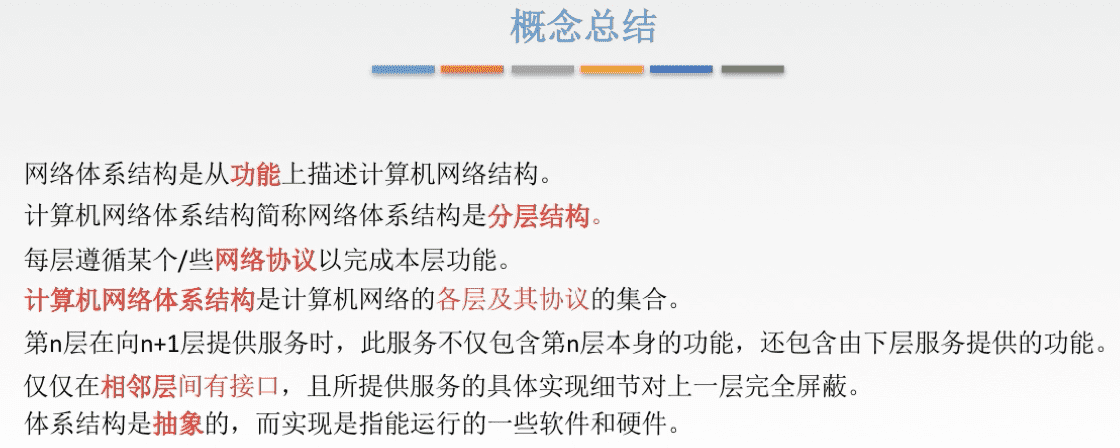 概念总结
网络体系结构是从功能上描述计算机网络结构。
计算机网络体系结构简称网络体系结构是分层结构。
每层遵循某个/些网络协议以完成本层功能。
计算机网络体系结构是计算机网络的各层及其协议的集合。
第n层在向n+1层提供服务时，此服务不仅包含第n层本身的功能，还包含由下层服务提供的功能。
仅仅在相邻层间有接口，且所提供服务的具体实现细节对上一层完全屏蔽。
体系结构是抽象的，而实现是指能运行的一些软件和硬件。